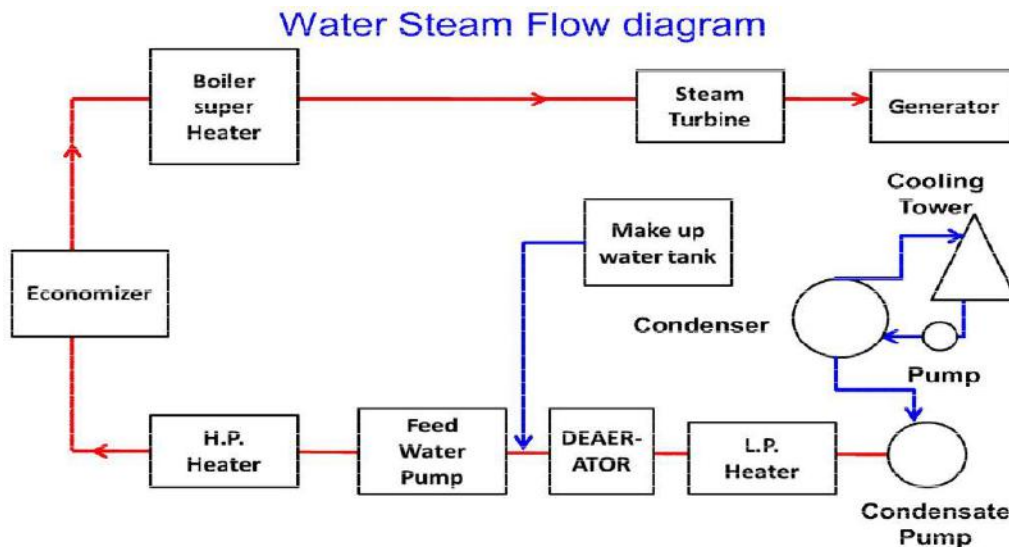 Water Steam Flow diagram
Boiler
super
Heater
Steam
Turbine
Generator
Cooling
Tower
Make up
water tank
Economizer
Condenser
Pump
H.P.
Heater
Feed
Water
Pump
DEAER-
ATOR
L.P.
Heater
Condensate
Pump